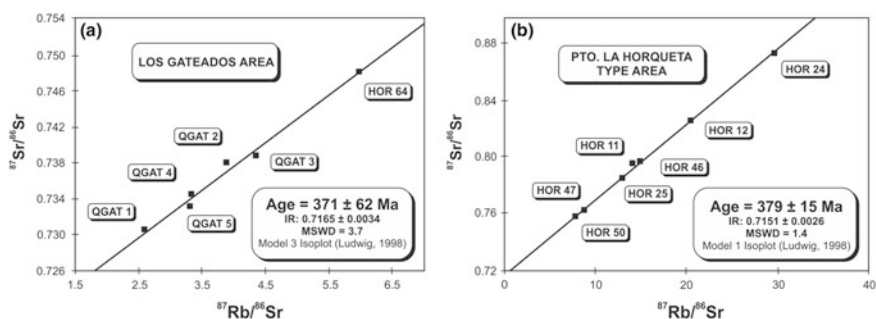 (a)
LOS GATEADOS AREA
⁸⁷Sr/⁸⁶Sr
0.754
0.750
0.746
0.742
0.738
0.734
0.730
0.726
HOR 64
QGAT 2
QGAT 3
QGAT 4
QGAT 1
QGAT 5
Age = 371 ± 62 Ma
IR: 0.7165 ± 0.0034
MSWD = 3.7
Model 3 Isoplot (Ludwig, 1998)
1.5 2.5 3.5 4.5 5.5 6.5
⁸⁷Rb/⁸⁶Sr
(b)
PTO. LA HORQUETA
TYPE AREA
⁸⁷Sr/⁸⁶Sr
0.88
0.84
0.80
0.76
0.72
HOR 24
HOR 12
HOR 11
HOR 46
HOR 47
HOR 25
HOR 50
Age = 379 ± 15 Ma
IR: 0.7151 ± 0.0026
MSWD = 1.4
Model 1 Isoplot (Ludwig, 1998)
0 10 20 30 40
⁸⁷Rb/⁸⁶Sr